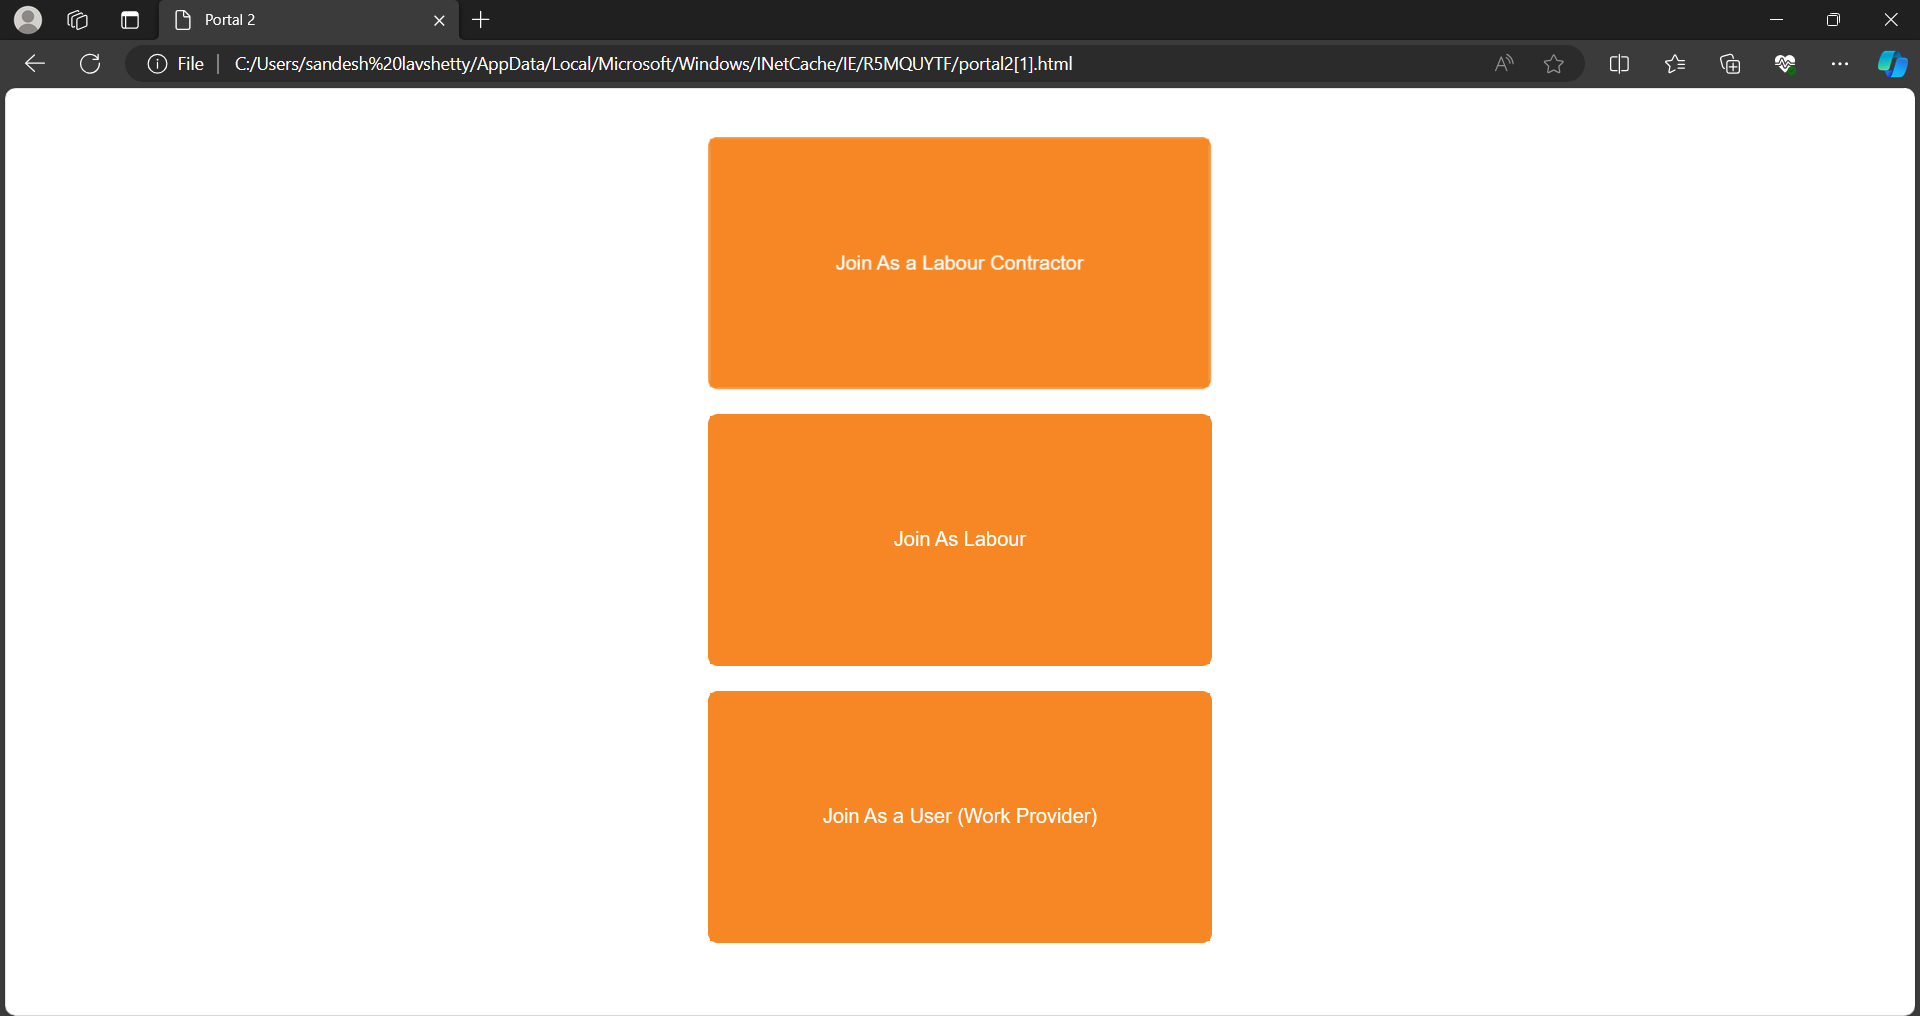 Portal 2
File
C:/Users/sandesh%20lavshetty/AppData/Local/Microsoft/Windows/INetCache/IE/R5MQUYTF/portal2[1].html
Join As a Labour Contractor
Join As Labour
Join As a User (Work Provider)